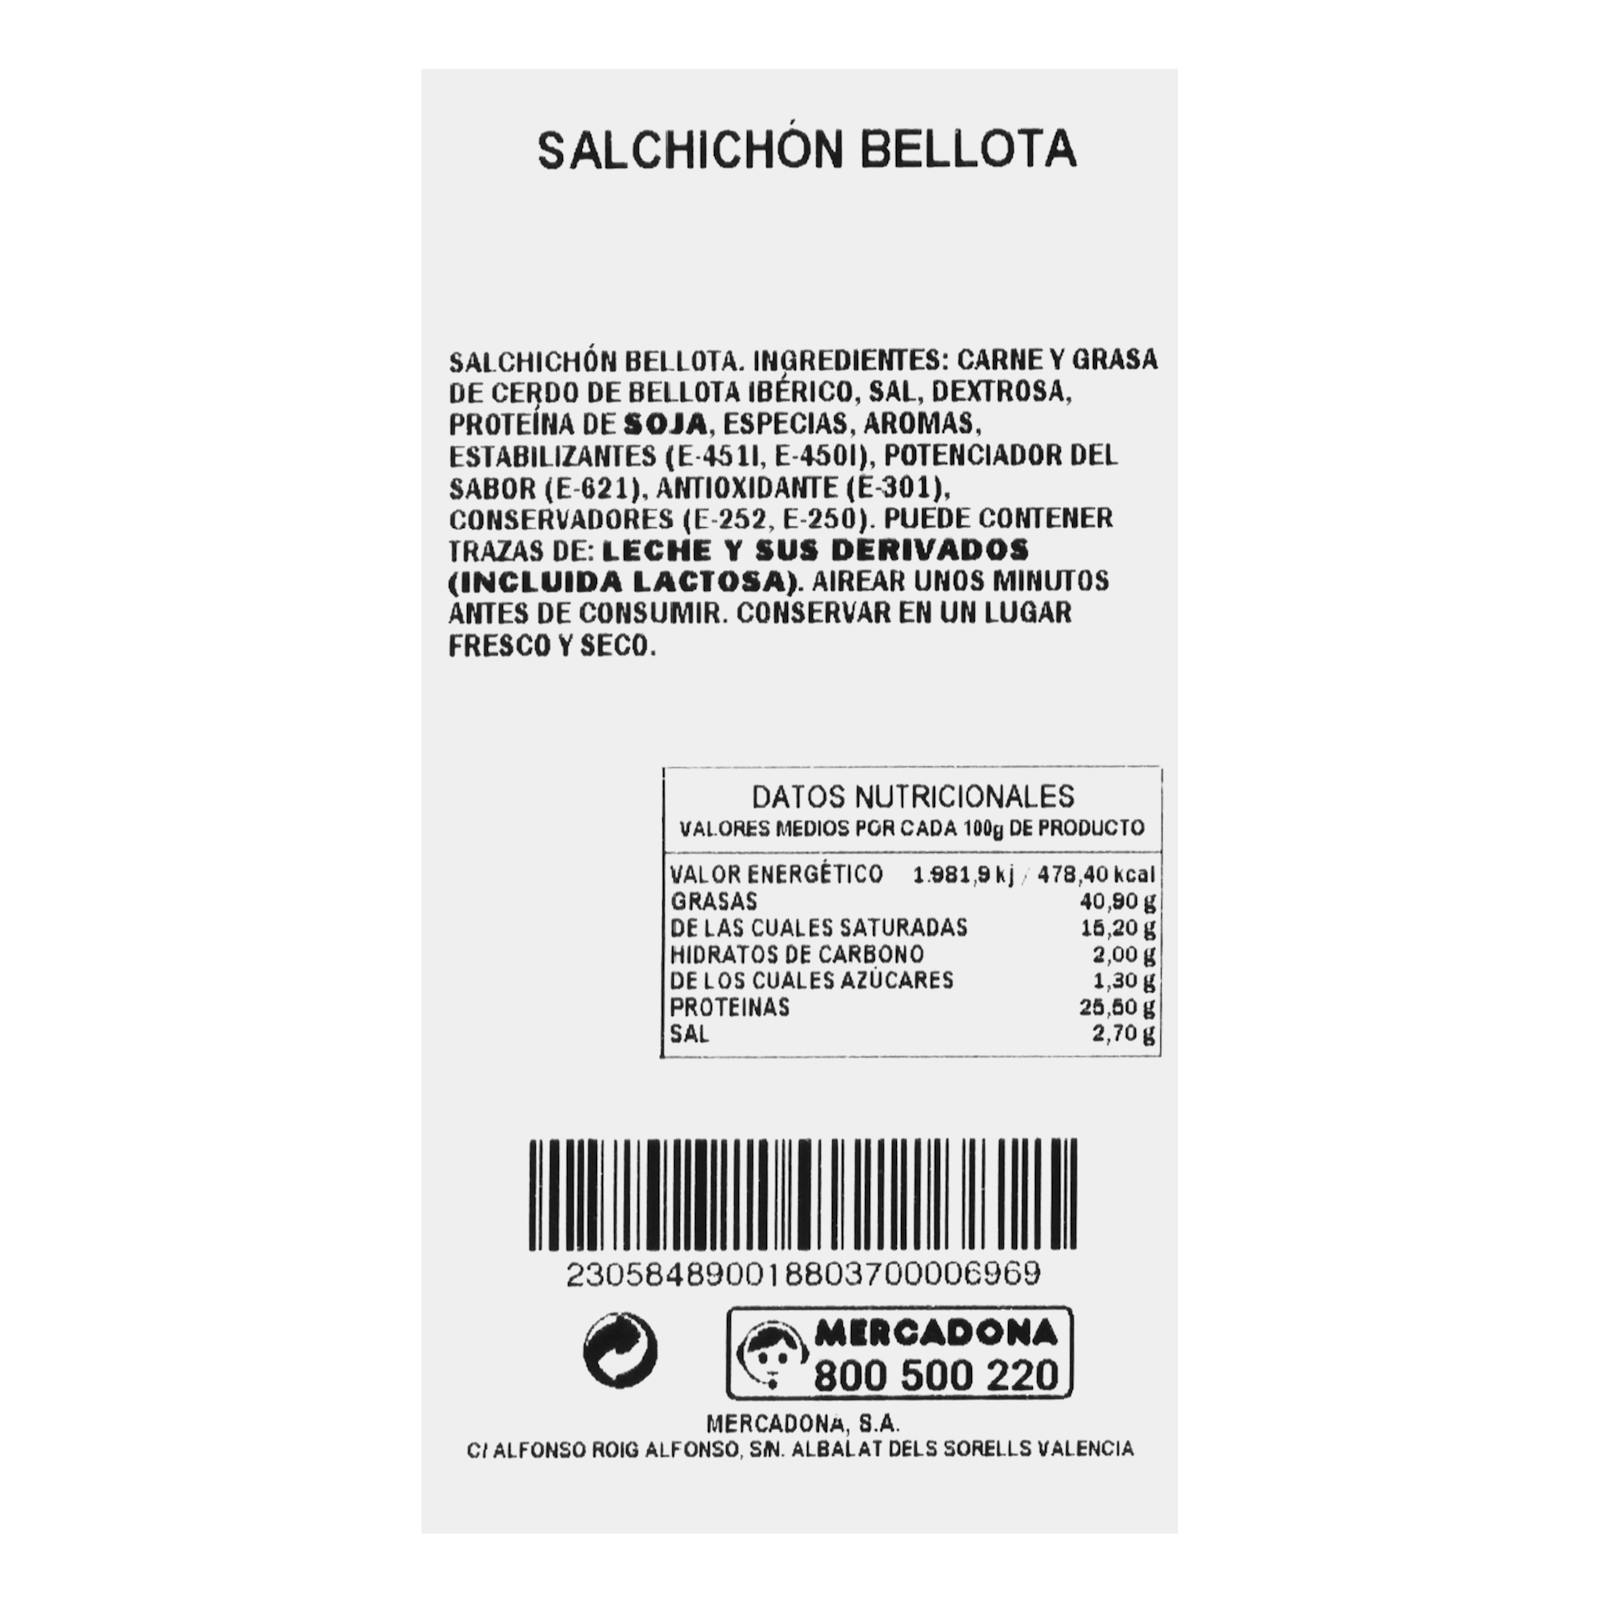 SALCHICHÓN BELLOTA
SALCHICHÓN BELLOTA. INGREDIENTES: CARNE Y GRASA
DE CERDO DE BELLOTA IBÉRICO, SAL, DEXTROSA,
PROTEÍNA DE SOJA, ESPECIAS, AROMAS,
ESTABILIZANTES (E-451I, E-450I), POTENCIADOR DEL
SABOR (E-621), ANTIOXIDANTE (E-301),
CONSERVADORES (E-252, E-250). PUEDE CONTENER
TRAZAS DE: LECHE Y SUS DERIVADOS
(INCLUIDA LACTOSA). AIREAR UNOS MINUTOS
ANTES DE CONSUMIR. CONSERVAR EN UN LUGAR
FRESCO Y SECO.
DATOS NUTRICIONALES
VALORES MEDIOS POR CADA 100g DE PRODUCTO
VALOR ENERGÉTICO 1.981,9 kj / 478,40 kcal
GRASAS 40,90 g
DE LAS CUALES SATURADAS 15,20 g
HIDRATOS DE CARBONO 2,00 g
DE LOS CUALES AZÚCARES 1,30 g
PROTEINAS 25,50 g
SAL 2,70 g
230584890018803700006969
MERCADONA
800 500 220
MERCADONA, S.A.
C/ ALFONSO ROIG ALFONSO, S/N. ALBALAT DELS SORELLS VALENCIA